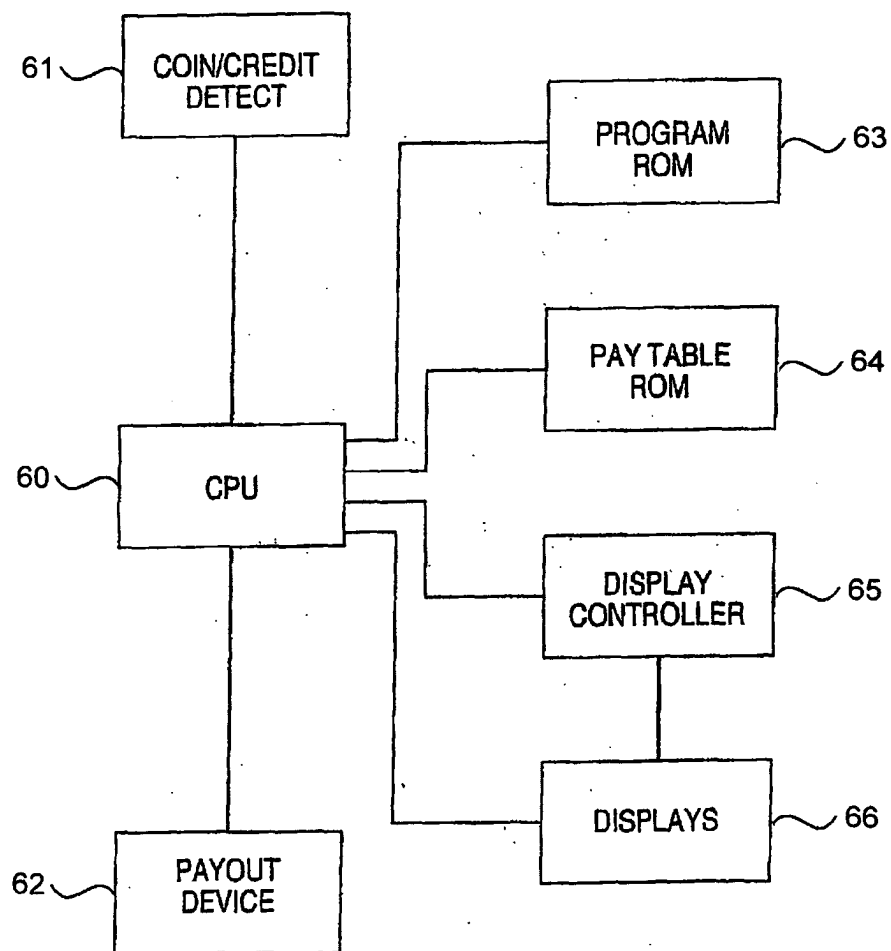 61
COIN/CREDIT
DETECT
PROGRAM
ROM
63
PAY TABLE
ROM
64
60
CPU
DISPLAY
CONTROLLER
65
DISPLAYS
66
62
PAYOUT
DEVICE